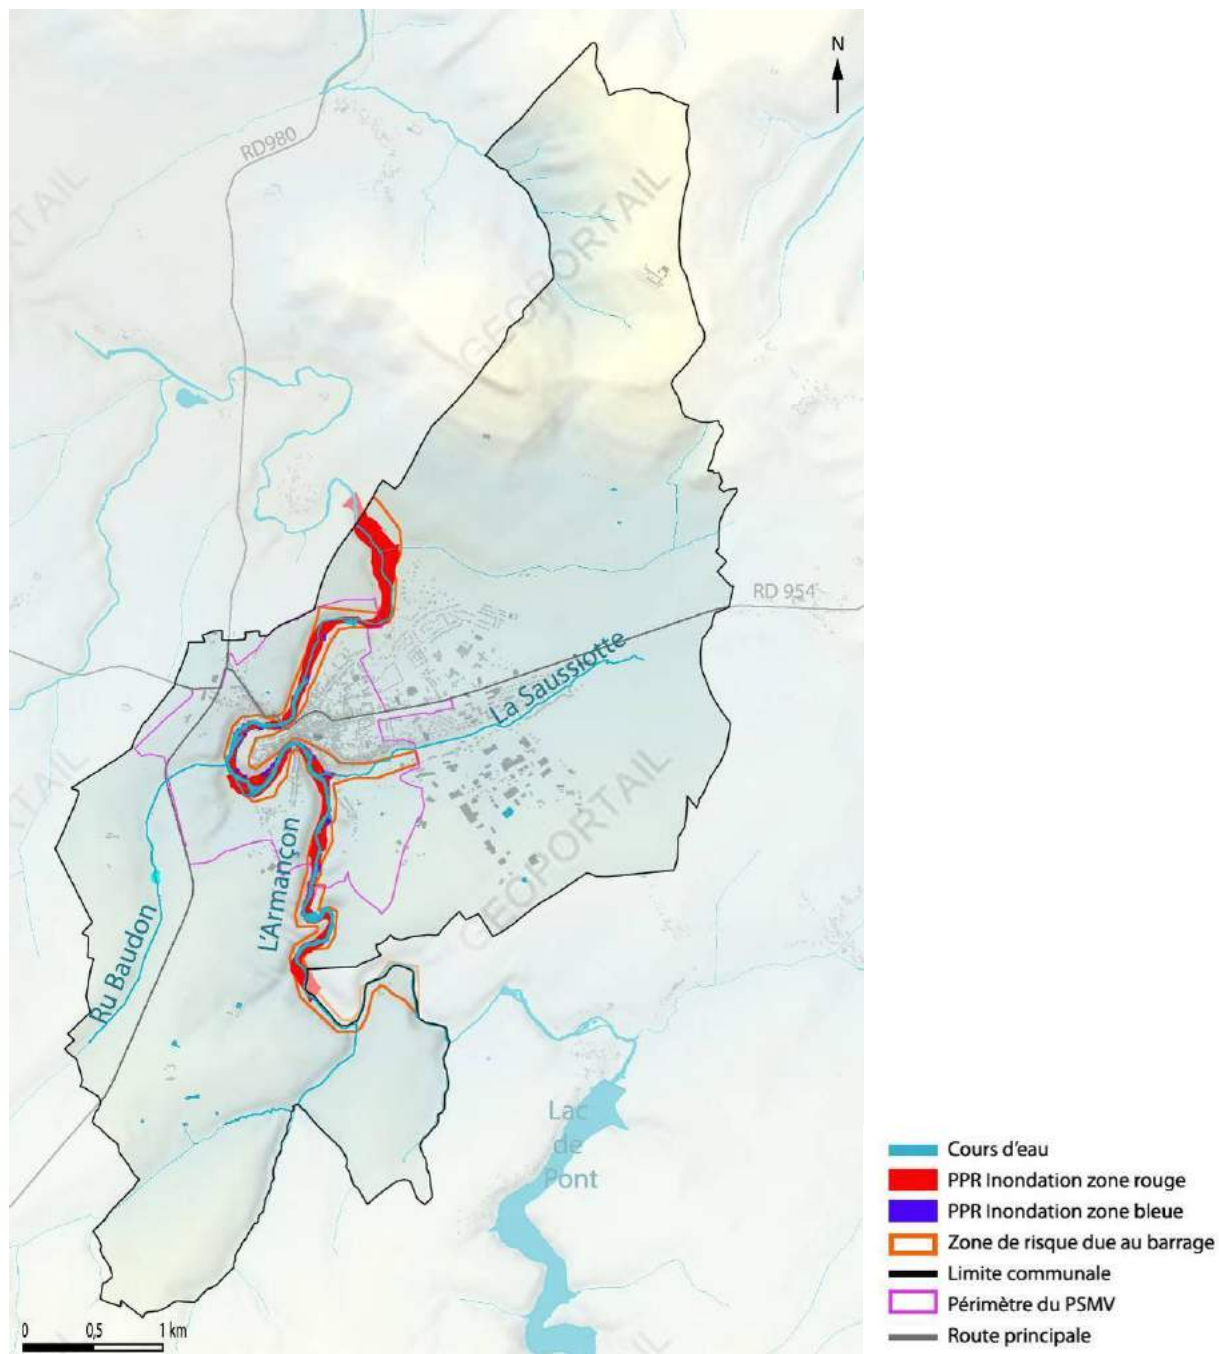 N
RD980
GEOPORTAIL
RTAIL
RD 954
La Saussiotte
GEOPORTAIL
RTAIL
L'Armançon
Ru Baudon
Lac
de
Pont
Cours d'eau
PPR Inondation zone rouge
PPR Inondation zone bleue
Zone de risque due au barrage
Limite communale
Périmètre du PSMV
Route principale
0 0,5 1 km